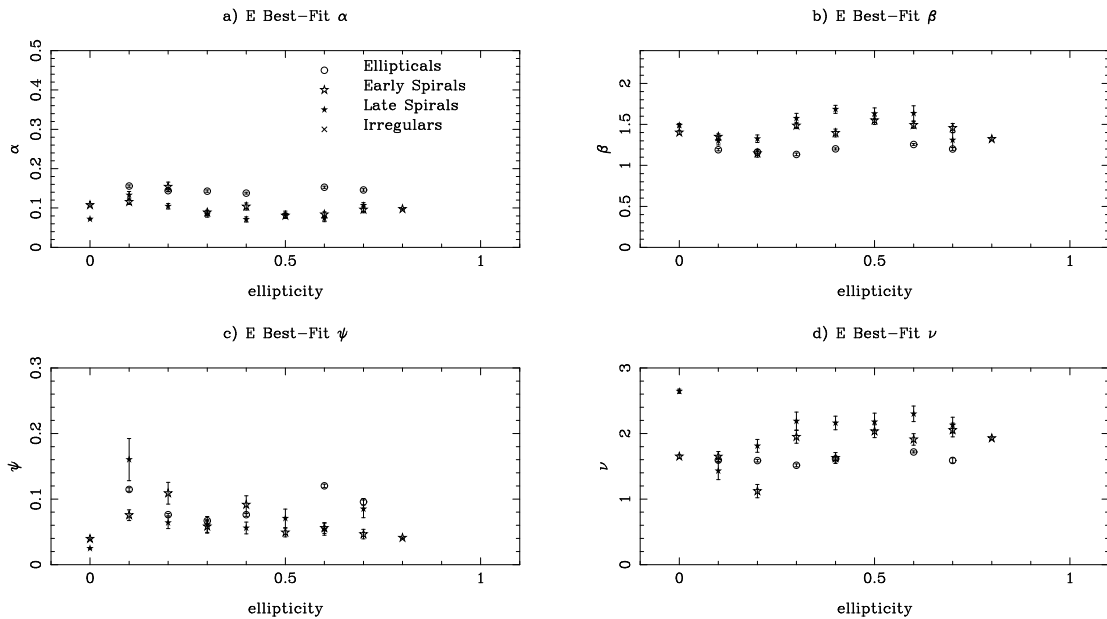 a) E Best-Fit α
0.5
0.4
0.3
0.2
0.1
0
α
Ellipticals
Early Spirals
Late Spirals
Irregulars
0 0.5 1
ellipticity
b) E Best-Fit β
2
1.5
1
0.5
0
β
0 0.5 1
ellipticity
c) E Best-Fit ψ
0.3
0.2
0.1
0
ψ
0 0.5 1
ellipticity
d) E Best-Fit ν
3
2
1
0
ν
0 0.5 1
ellipticity